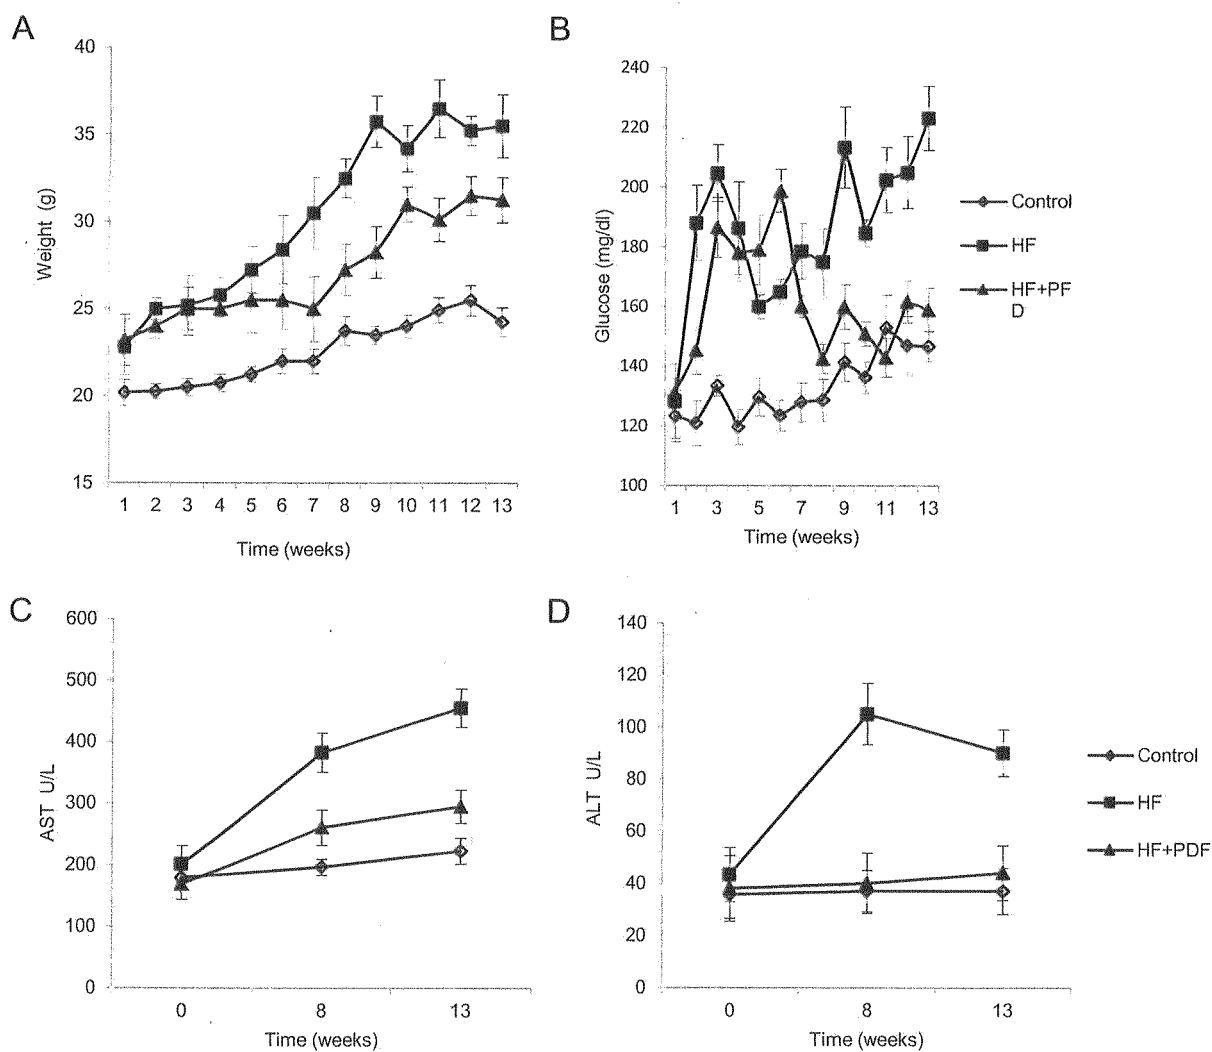 A
Weight (g)
40
35
30
25
20
15
1 2 3 4 5 6 7 8 9 10 11 12 13
Time (weeks)
B
Glucose (mg/dl)
240
220
200
180
160
140
120
100
1 3 5 7 9 11 13
Time (weeks)
Control
HF
HF+PF
D
C
AST U/L
600
500
400
300
200
100
0
0 8 13
Time (weeks)
D
ALT U/L
140
120
100
80
60
40
20
0
0 8 13
Time (weeks)
Control
HF
HF+PDF